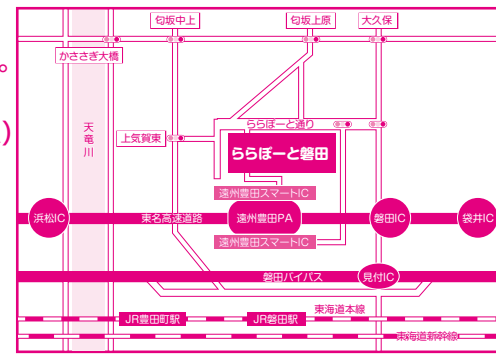 。
)
匂坂中上
匂坂上原
大久保
かささぎ大橋
天竜川
上気賀東
ららぽーと通り
ららぽーと磐田
遠州豊田スマートIC
浜松IC
東名高速道路
遠州豊田PA
磐田IC
袋井IC
遠州豊田スマートIC
磐田バイパス
見付IC
東海道本線
JR豊田町駅
JR磐田駅
東海道新幹線